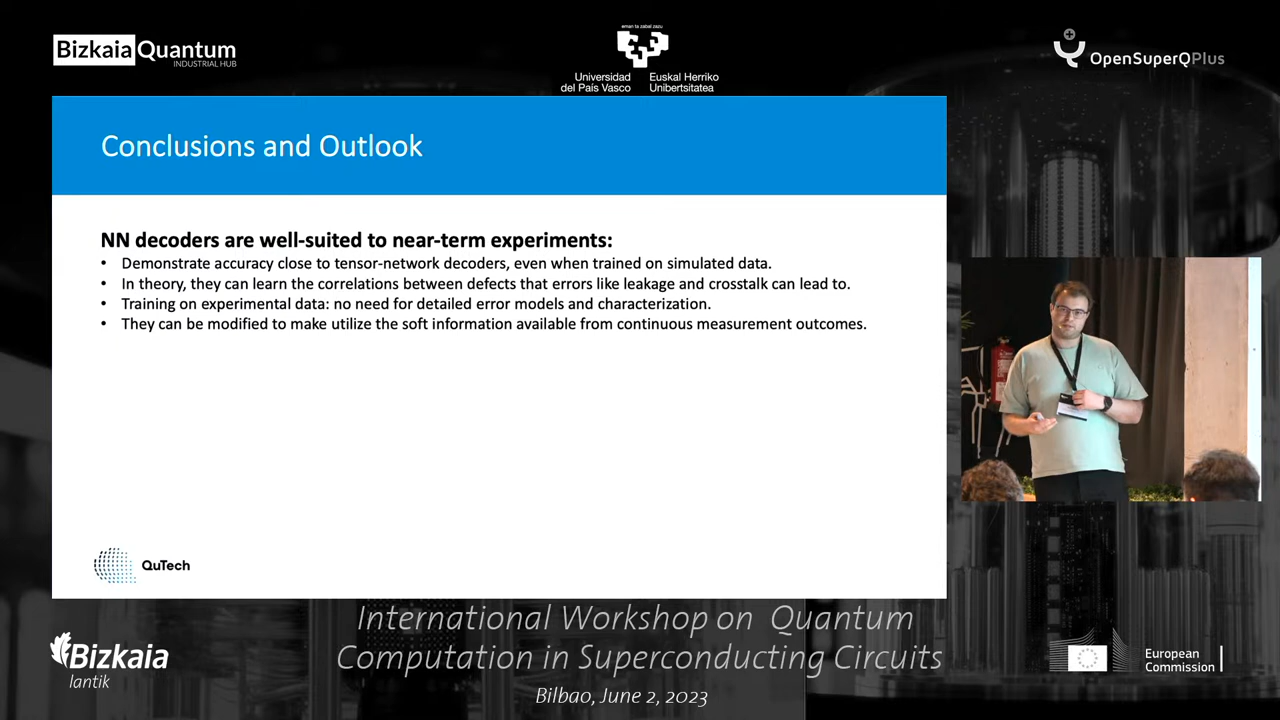 Bizkaia Quantum
INDUSTRIAL HUB
eman ta zabal zazu
Universidad
del País Vasco
Euskal Herriko
Unibertsitatea
OpenSuperQPlus
Conclusions and Outlook
NN decoders are well-suited to near-term experiments:
• Demonstrate accuracy close to tensor-network decoders, even when trained on simulated data.
• In theory, they can learn the correlations between defects that errors like leakage and crosstalk can lead to.
• Training on experimental data: no need for detailed error models and characterization.
• They can be modified to make utilize the soft information available from continuous measurement outcomes.
QuTech
International Workshop on Quantum
Computation in Superconducting Circuits
Bilbao, June 2, 2023
Bizkaia
lantik
European
Commission